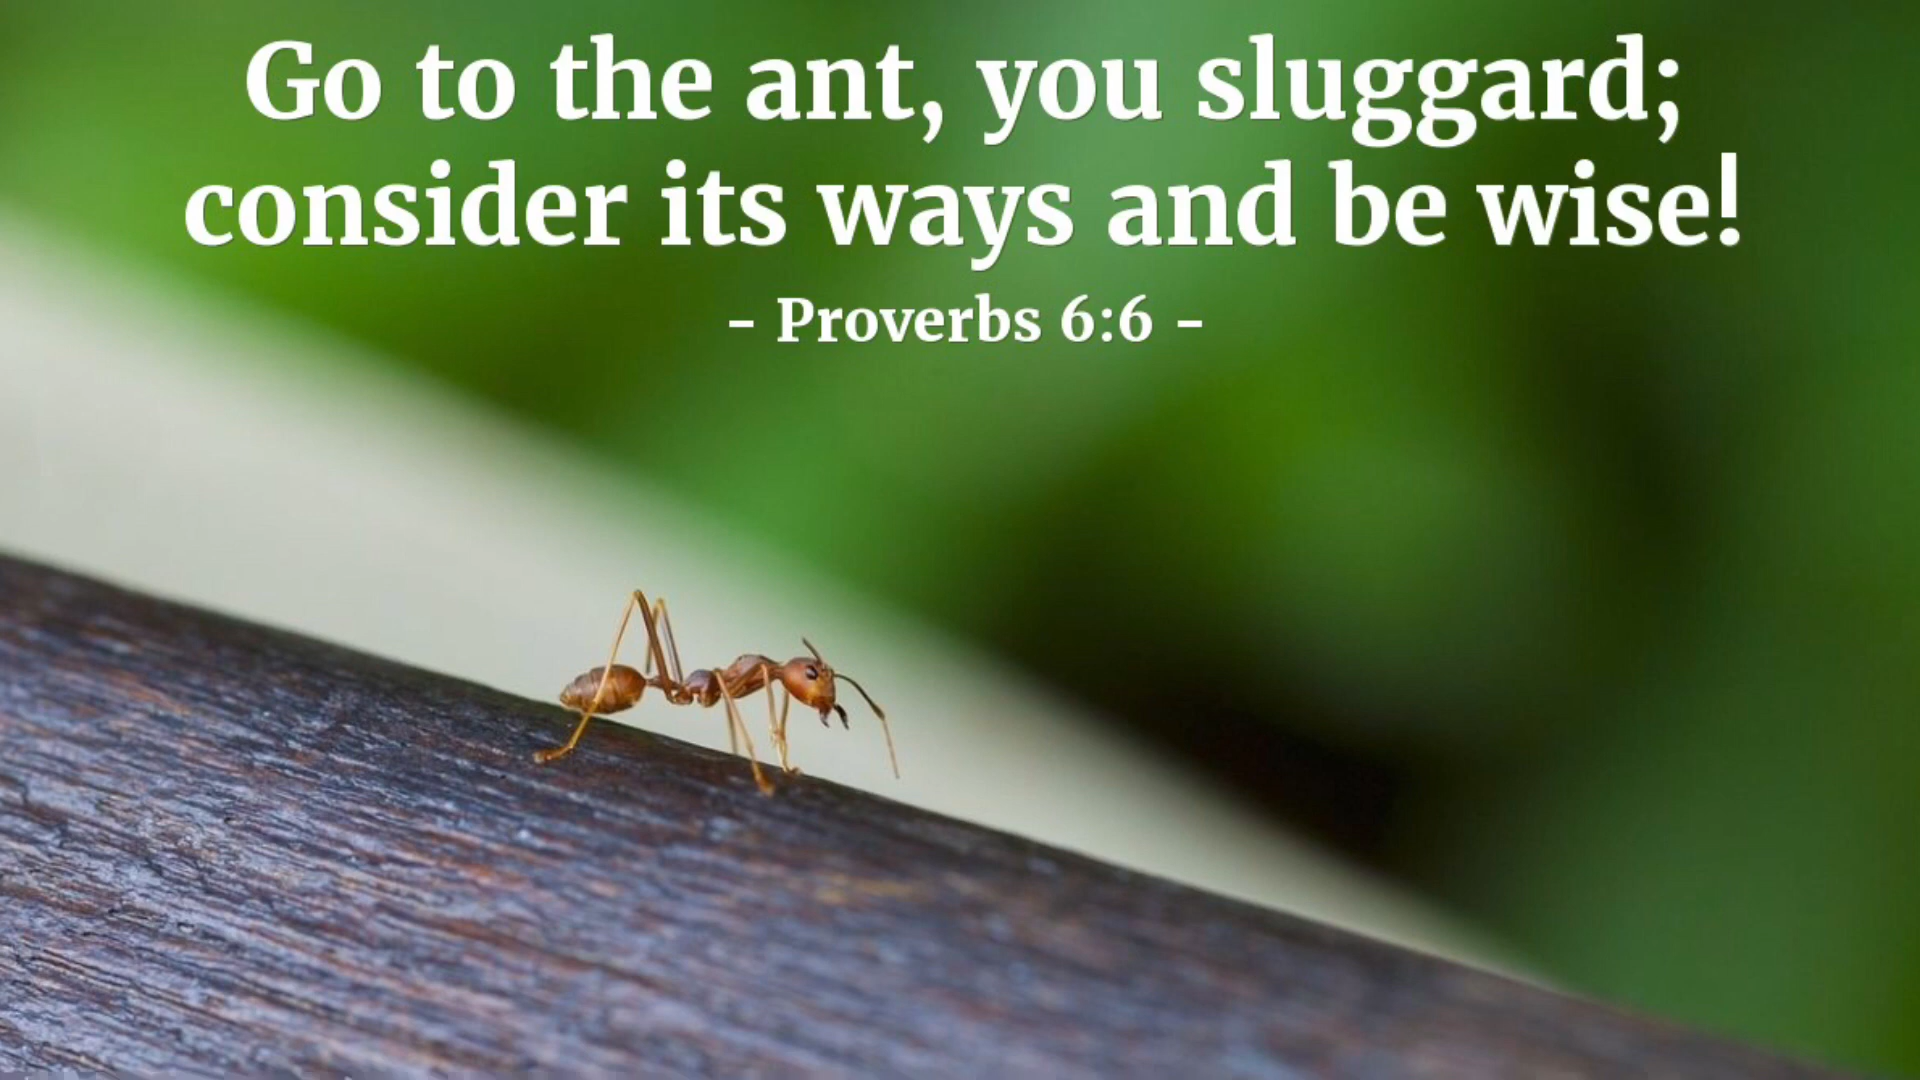 Go to the ant, you sluggard;
consider its ways and be wise!
- Proverbs 6:6 -